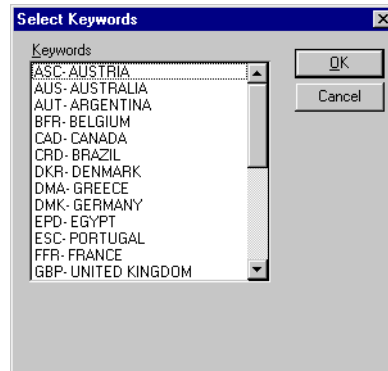 Select Keywords
Keywords
ASC- AUSTRIA
AUS- AUSTRALIA
AUT- ARGENTINA
BFR- BELGIUM
CAD- CANADA
CRD- BRAZIL
DKR- DENMARK
DMA- GREECE
DMK- GERMANY
EPD- EGYPT
ESC- PORTUGAL
FFR- FRANCE
GBP- UNITED KINGDOM
OK
Cancel